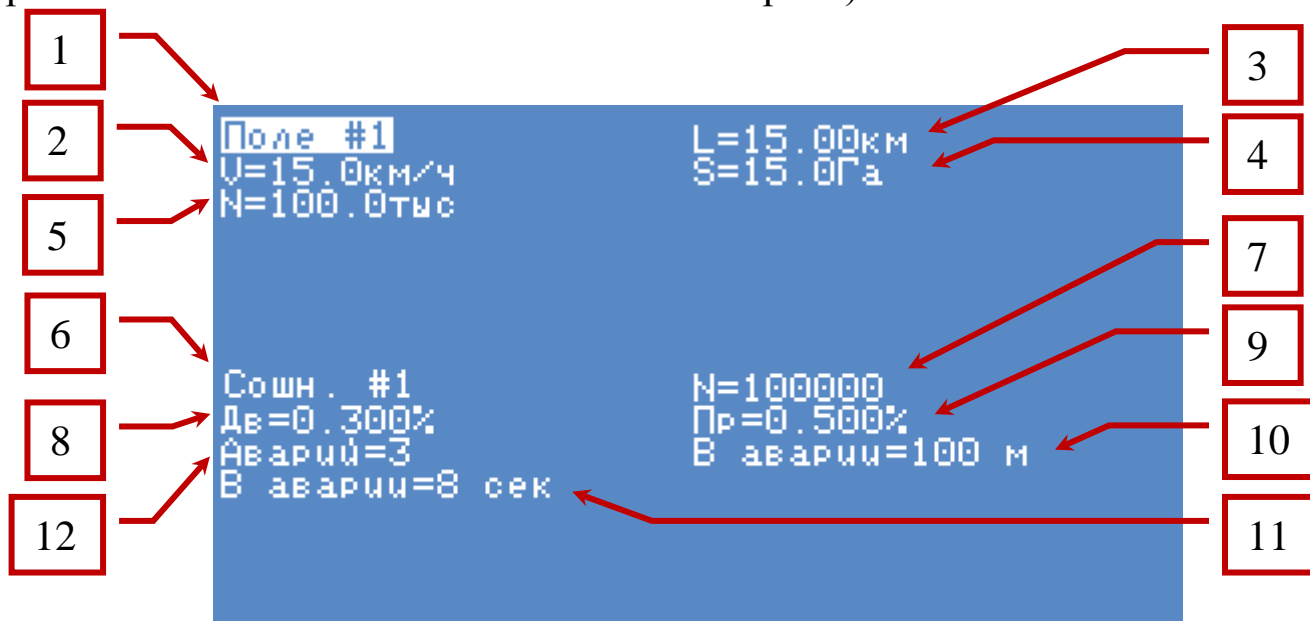 1
2
5
6
8
12
3
4
7
9
10
11
Поле #1
V=15.0км/ч
N=100.0тыс
L=15.00км
S=15.0Га
Сошн. #1
Дв=0.300%
Аварий=3
В аварии=8 сек
N=100000
Пр=0.500%
В аварии=100 м